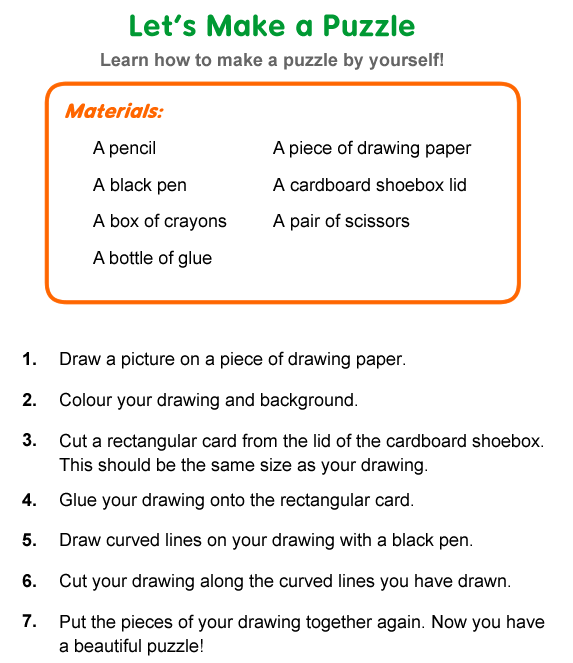 Let's Make a Puzzle
Learn how to make a puzzle by yourself!
Materials:
A pencil
A piece of drawing paper
A black pen
A cardboard shoebox lid
A box of crayons
A pair of scissors
A bottle of glue
1. Draw a picture on a piece of drawing paper.
2. Colour your drawing and background.
3. Cut a rectangular card from the lid of the cardboard shoebox.
This should be the same size as your drawing.
4. Glue your drawing onto the rectangular card.
5. Draw curved lines on your drawing with a black pen.
6. Cut your drawing along the curved lines you have drawn.
7. Put the pieces of your drawing together again. Now you have
a beautiful puzzle!